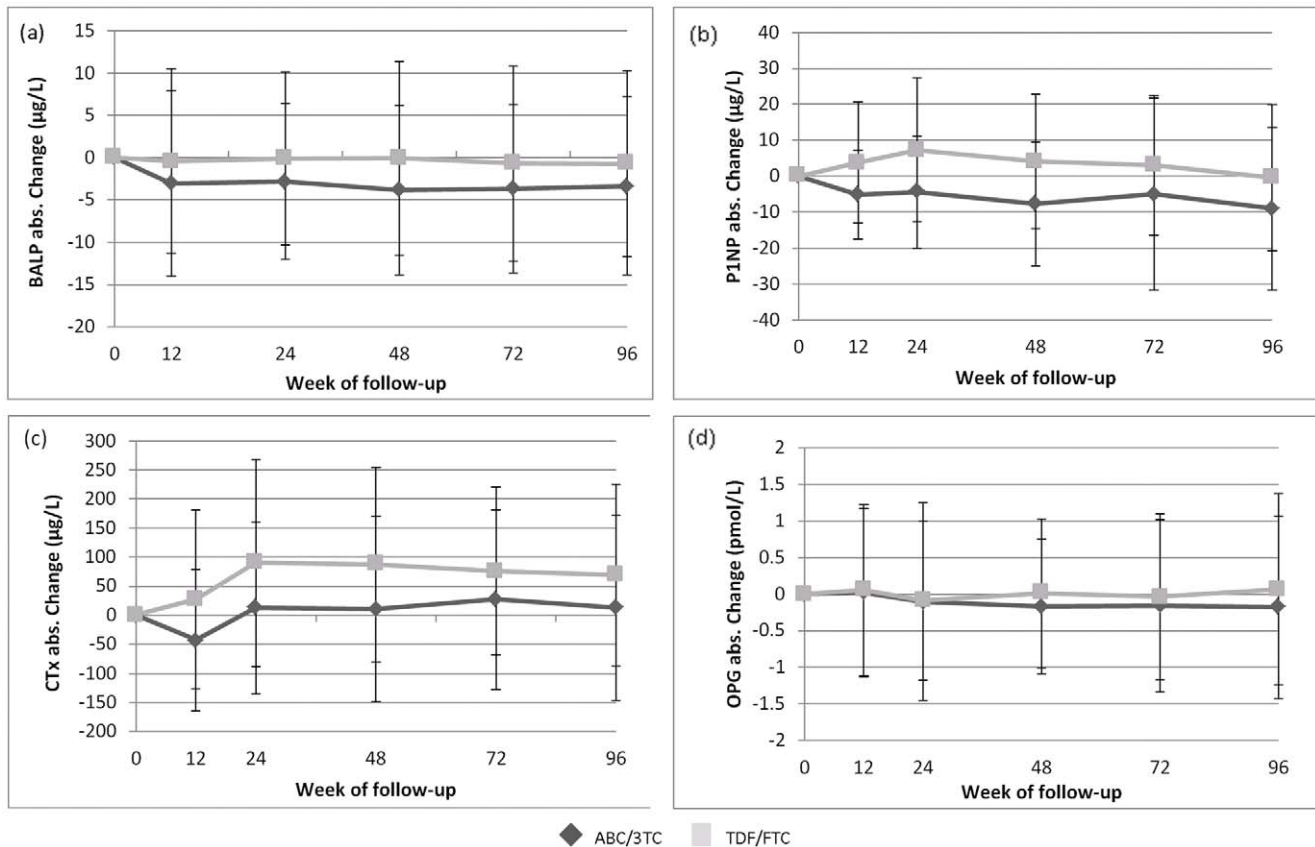 (a)
BALP abs. Change (µg/L)
15
10
5
0
-5
-10
-15
-20
0 12 24 48 72 96
Week of follow-up
(b)
P1NP abs. Change (µg/L)
40
30
20
10
0
-10
-20
-30
-40
0 12 24 48 72 96
Week of follow-up
(c)
CTx abs. Change (µg/L)
300
250
200
150
100
50
0
-50
-100
-150
-200
0 12 24 48 72 96
Week of follow-up
(d)
OPG abs. Change (pmol/L)
2
1.5
1
0.5
0
-0.5
-1
-1.5
-2
0 12 24 48 72 96
Week of follow-up
ABC/3TC TDF/FTC